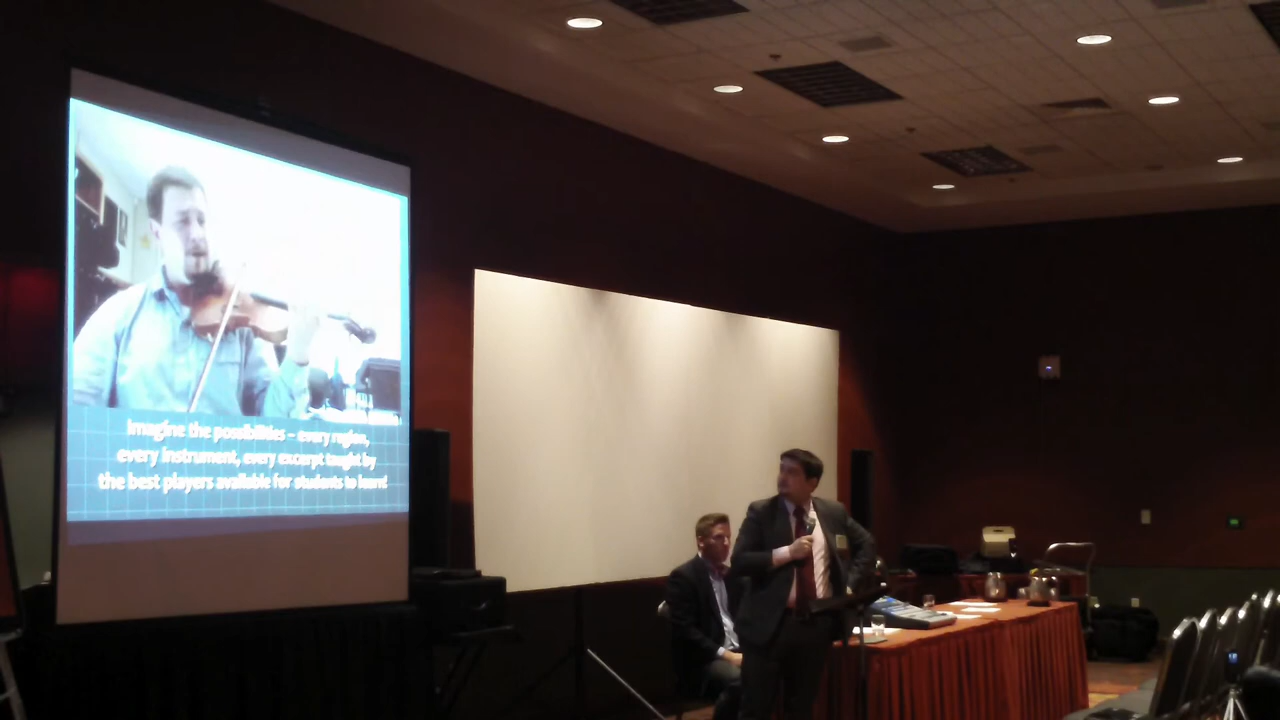 Imagine the possibilities - every region,
every instrument, every excerpt taught by
the best players available for students to learn!